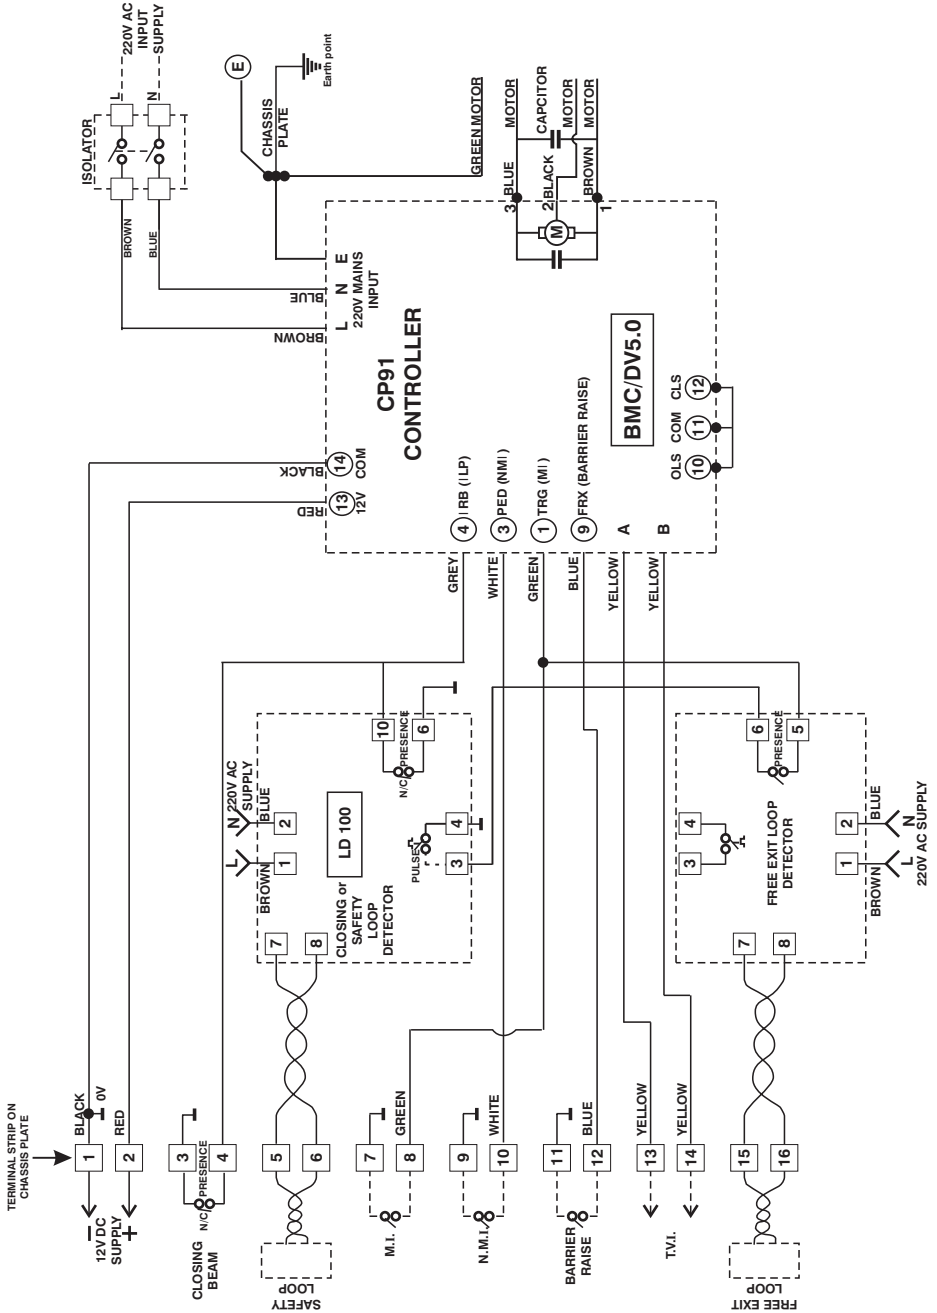 TERMINAL STRIP ON
CHASSIS PLATE
12V DC
SUPPLY
–
+
1
BLACK
0V
2
RED
CLOSING
BEAM
N/C
PRESENCE
3
4
SAFETY
LOOP
5
6
M.I.
7
8
GREEN
N.M.I.
9
10
WHITE
BARRIER
RAISE
11
12
BLUE
T.V.I.
13
YELLOW
14
YELLOW
FREE EXIT
LOOP
15
16
7
8
CLOSING or
SAFETY
LOOP
DETECTOR
LD 100
BROWN
L
1
N
220V AC
SUPPLY
BLUE
2
PULSE
3
4
N/C
PRESENCE
10
6
7
8
FREE EXIT LOOP
DETECTOR
3
4
BROWN
1
L
BLUE
2
N
220V AC SUPPLY
PRESENCE
6
5
GREY
WHITE
GREEN
BLUE
YELLOW
YELLOW
4
IRB (ILP)
3
PED (NMI)
1
TRG (MI)
9
FRX (BARRIER RAISE)
A
B
RED
13
12V
BLACK
14
COM
CP91
CONTROLLER
BMC/DV5.0
OLS
10
COM
11
CLS
12
BROWN
L
BLUE
N
E
220V MAINS
INPUT
BROWN
BLUE
ISOLATOR
L
N
220V AC
INPUT
SUPPLY
E
CHASSIS
PLATE
Earth point
GREEN MOTOR
3
BLUE
MOTOR
CAPCITOR
2
BLACK
MOTOR
M
1
BROWN
MOTOR